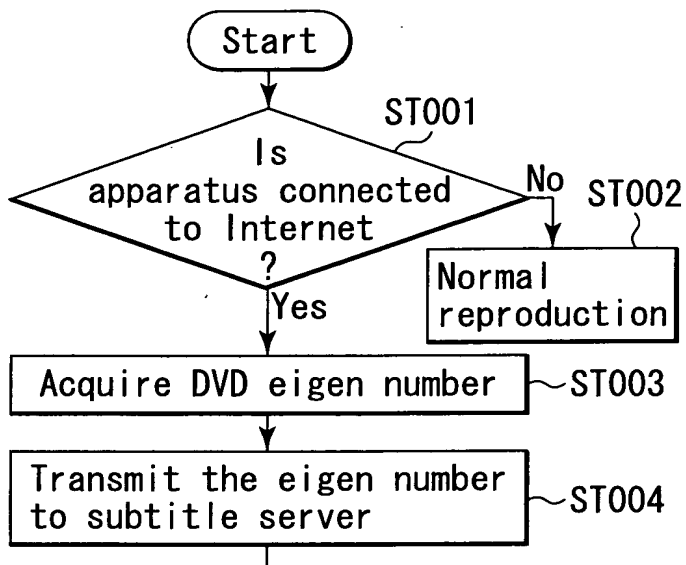 Start
ST001
Is
apparatus connected
to Internet
?
No
ST002
Normal
reproduction
Yes
Acquire DVD eigen number
ST003
Transmit the eigen number
to subtitle server
ST004